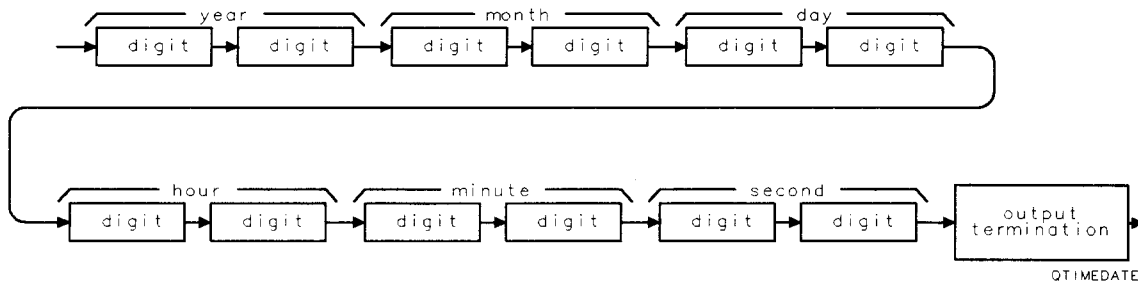 year month day
digit digit digit digit digit digit
hour minute second
digit digit digit digit digit digit
output
termination
QTIMEDATE